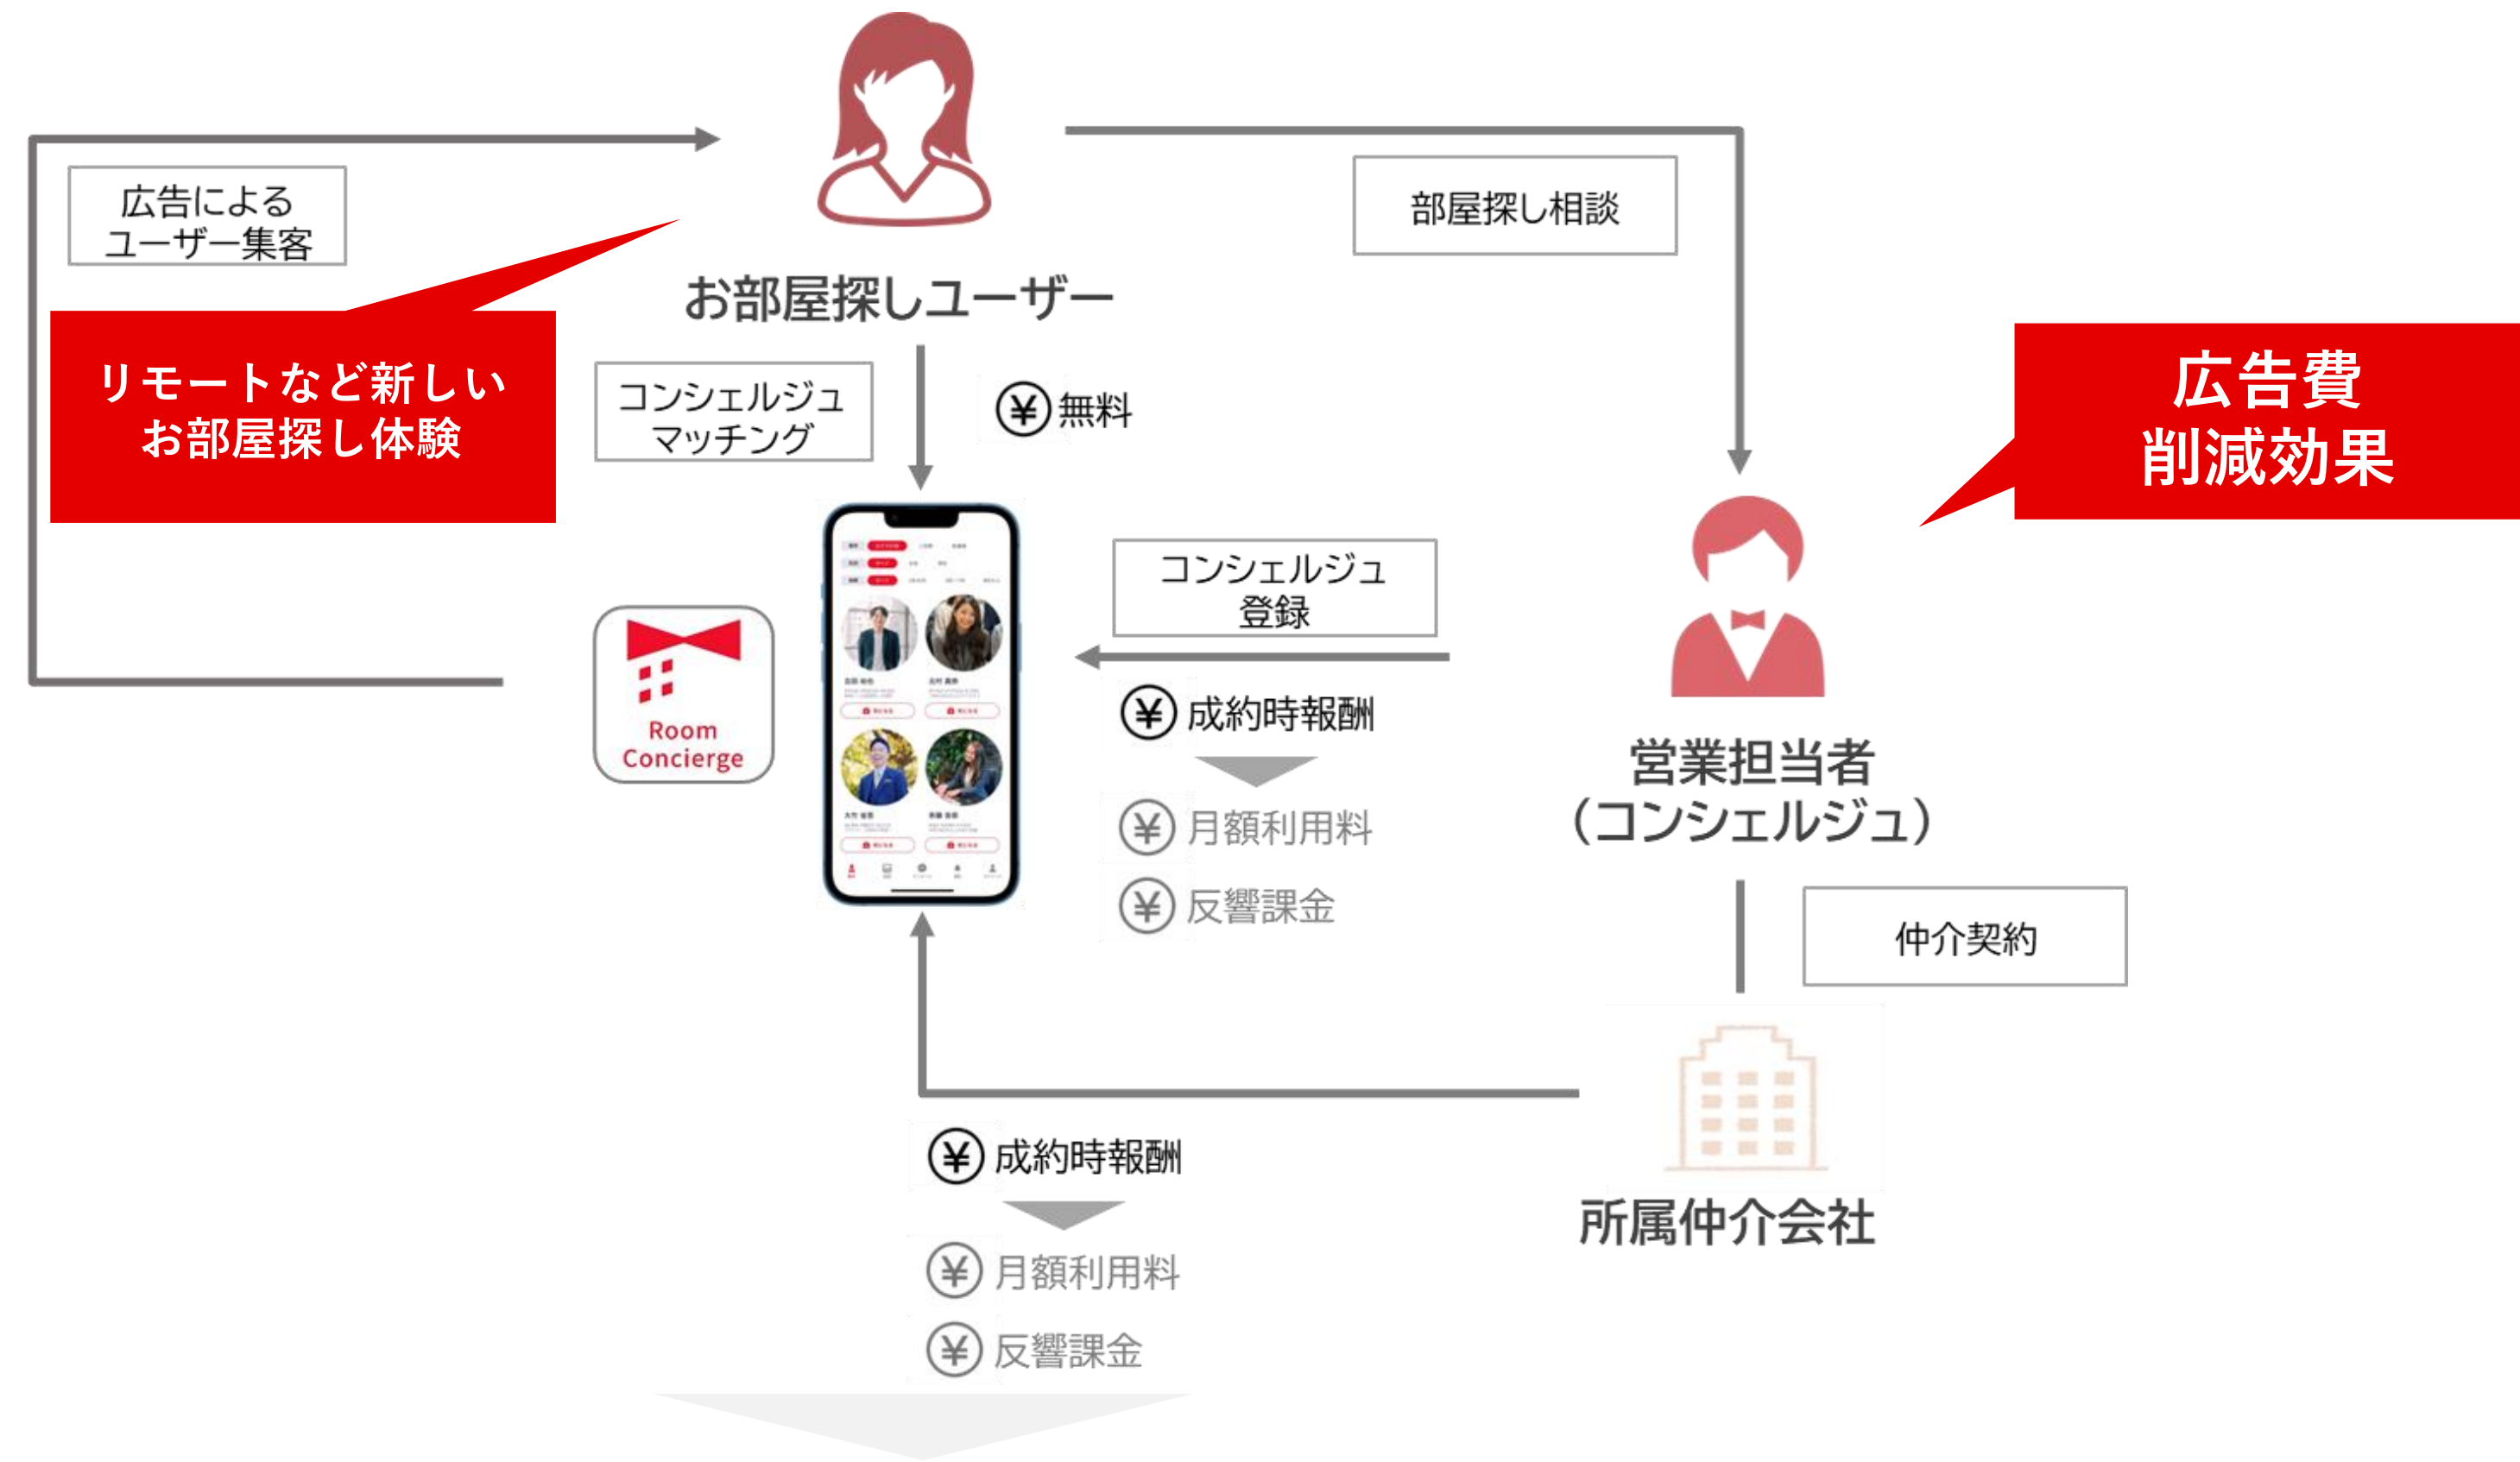 広告による
ユーザー集客
部屋探し相談
お部屋探しユーザー
リモートなど新しい
お部屋探し体験
コンシェルジュ
マッチング
¥無料
広告費
削減効果
コンシェルジュ
登録
Room
Concierge
¥成約時報酬
¥月額利用料
¥反響課金
営業担当者
（コンシェルジュ）
仲介契約
¥成約時報酬
¥月額利用料
¥反響課金
所属仲介会社